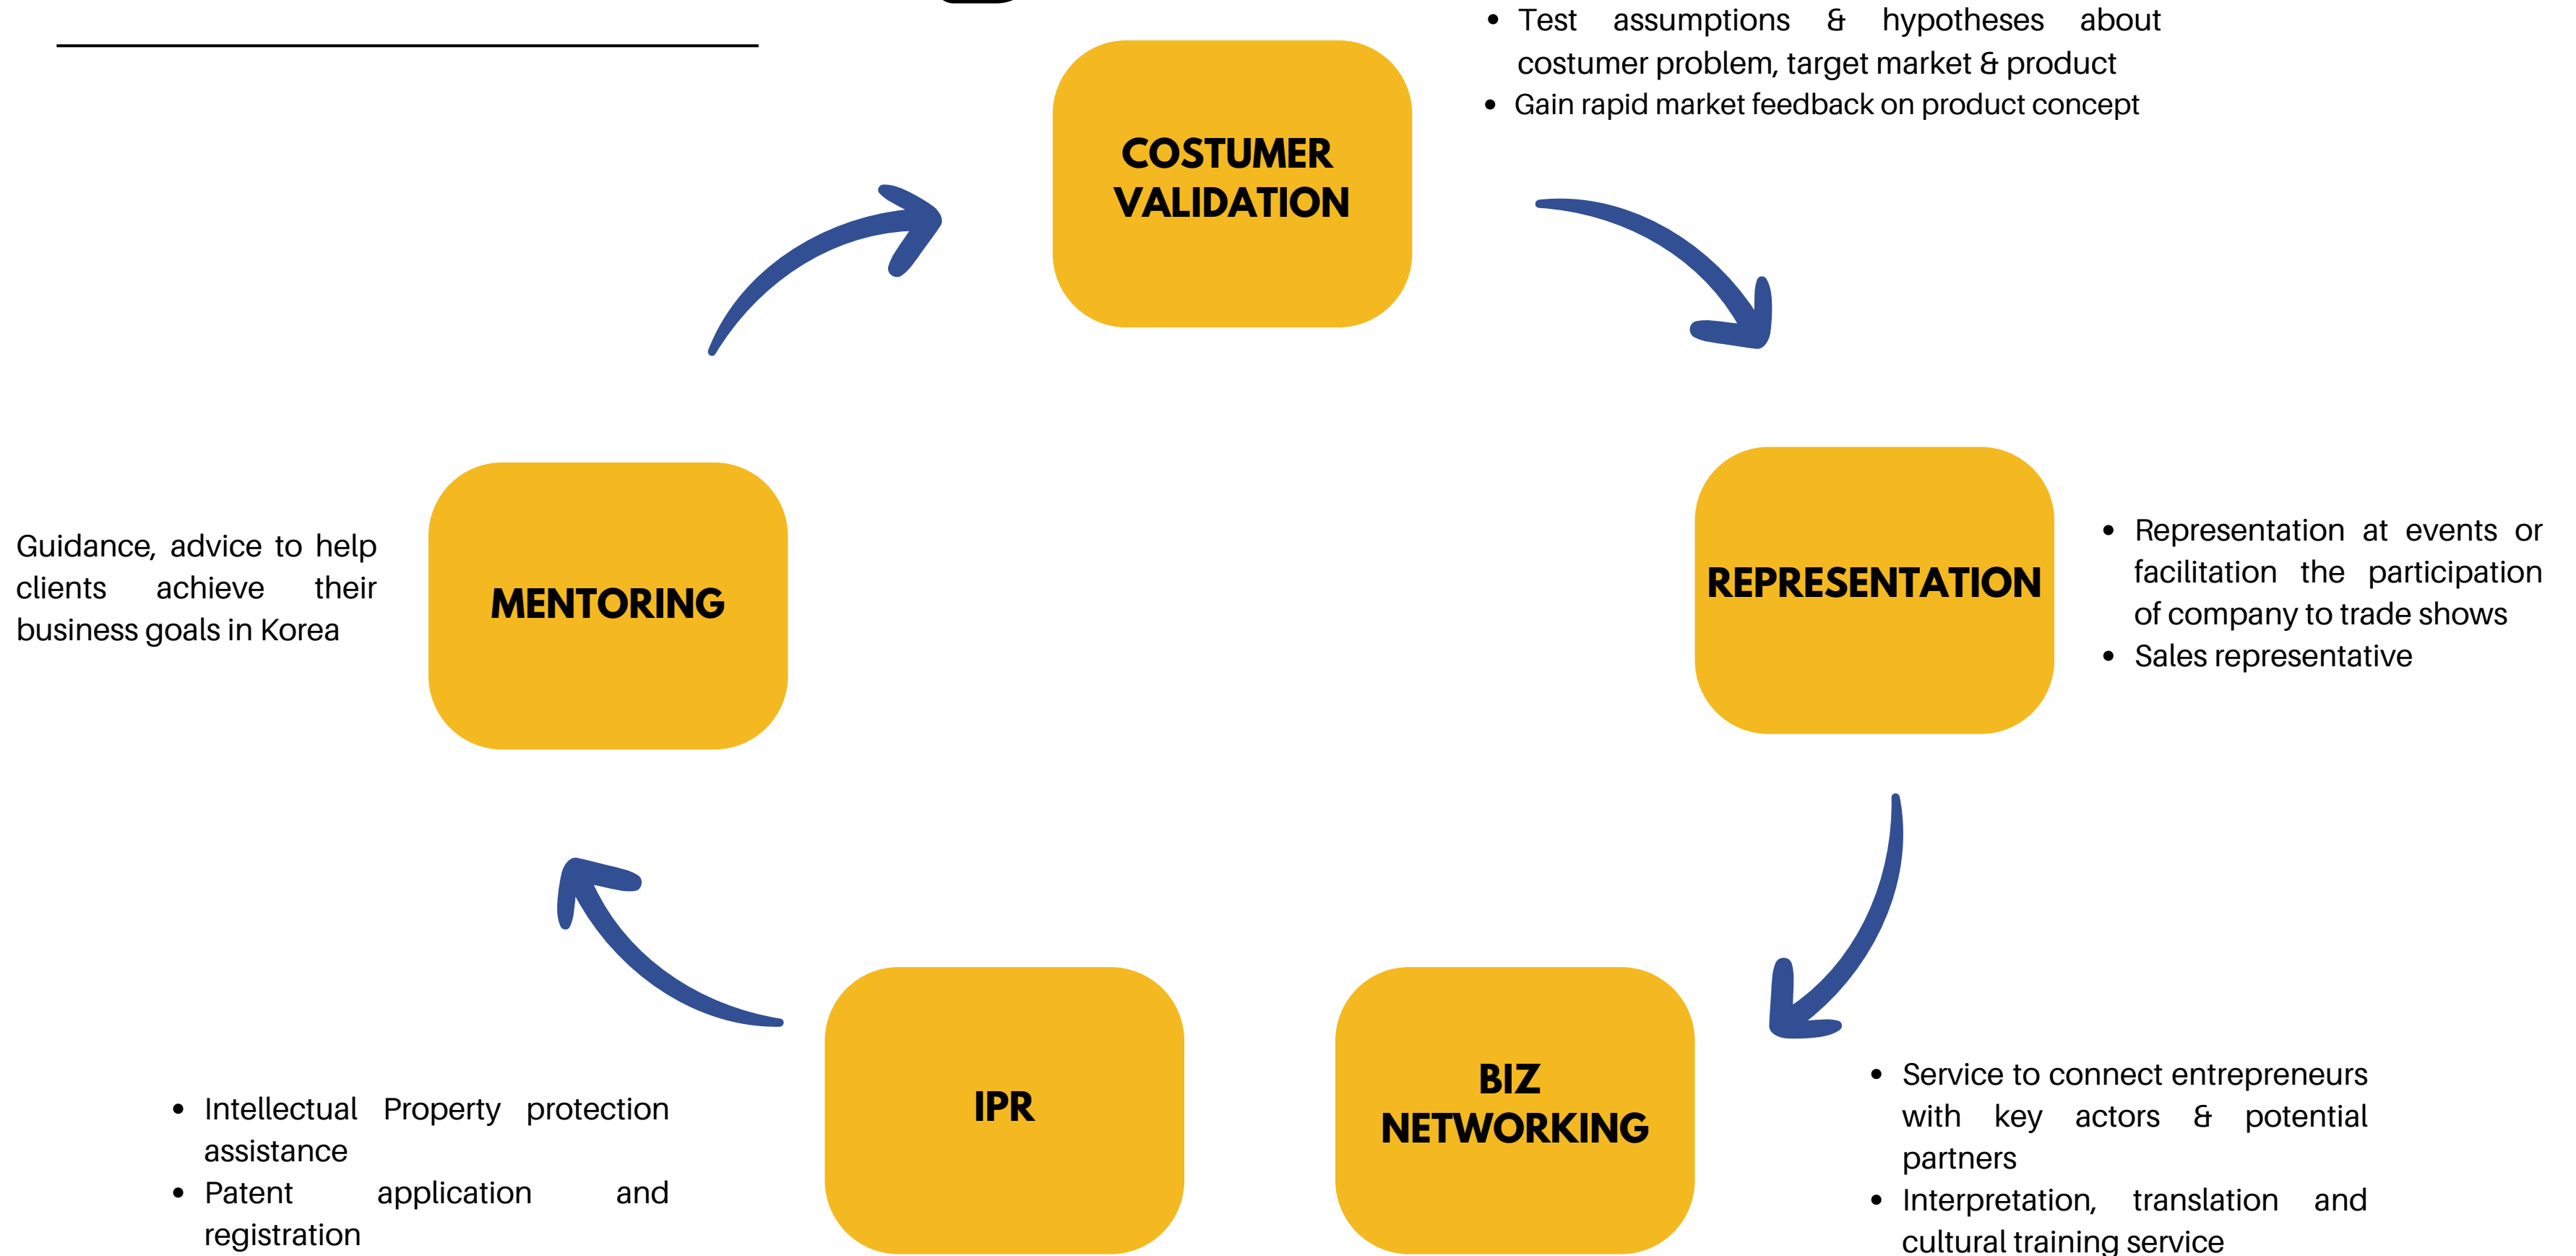 Test assumptions & hypotheses about
costumer problem, target market & product
Gain rapid market feedback on product concept
COSTUMER
VALIDATION
Guidance, advice to help
clients achieve their
business goals in Korea
MENTORING
REPRESENTATION
Representation at events or
facilitation the participation
of company to trade shows
Sales representative
Intellectual Property protection
assistance
Patent application and
registration
IPR
BIZ
NETWORKING
Service to connect entrepreneurs
with key actors & potential
partners
Interpretation, translation and
cultural training service